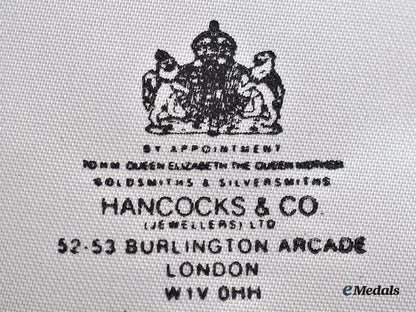 BY APPOINTMENT
TO H M QUEEN ELIZABETH THE QUEEN MOTHER
GOLDSMITHS & SILVERSMITHS
HANCOCKS & CO.
(JEWELLERS) LTD
52-53 BURLINGTON ARCADE
LONDON
W1V 0HH
eMedals